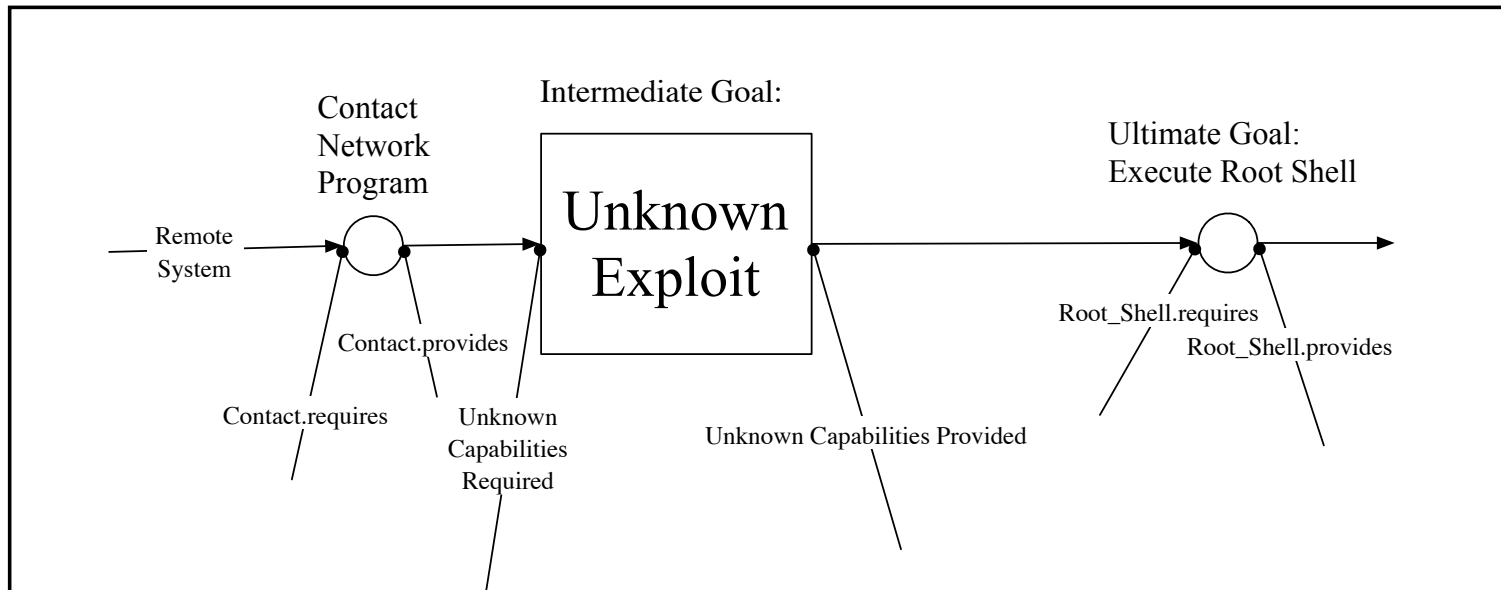 Contact
Network
Program
Intermediate Goal:
Ultimate Goal:
Execute Root Shell
Remote
System
Unknown
Exploit
Contact.provides
Contact.requires
Unknown
Capabilities
Required
Unknown Capabilities Provided
Root_Shell.requires
Root_Shell.provides